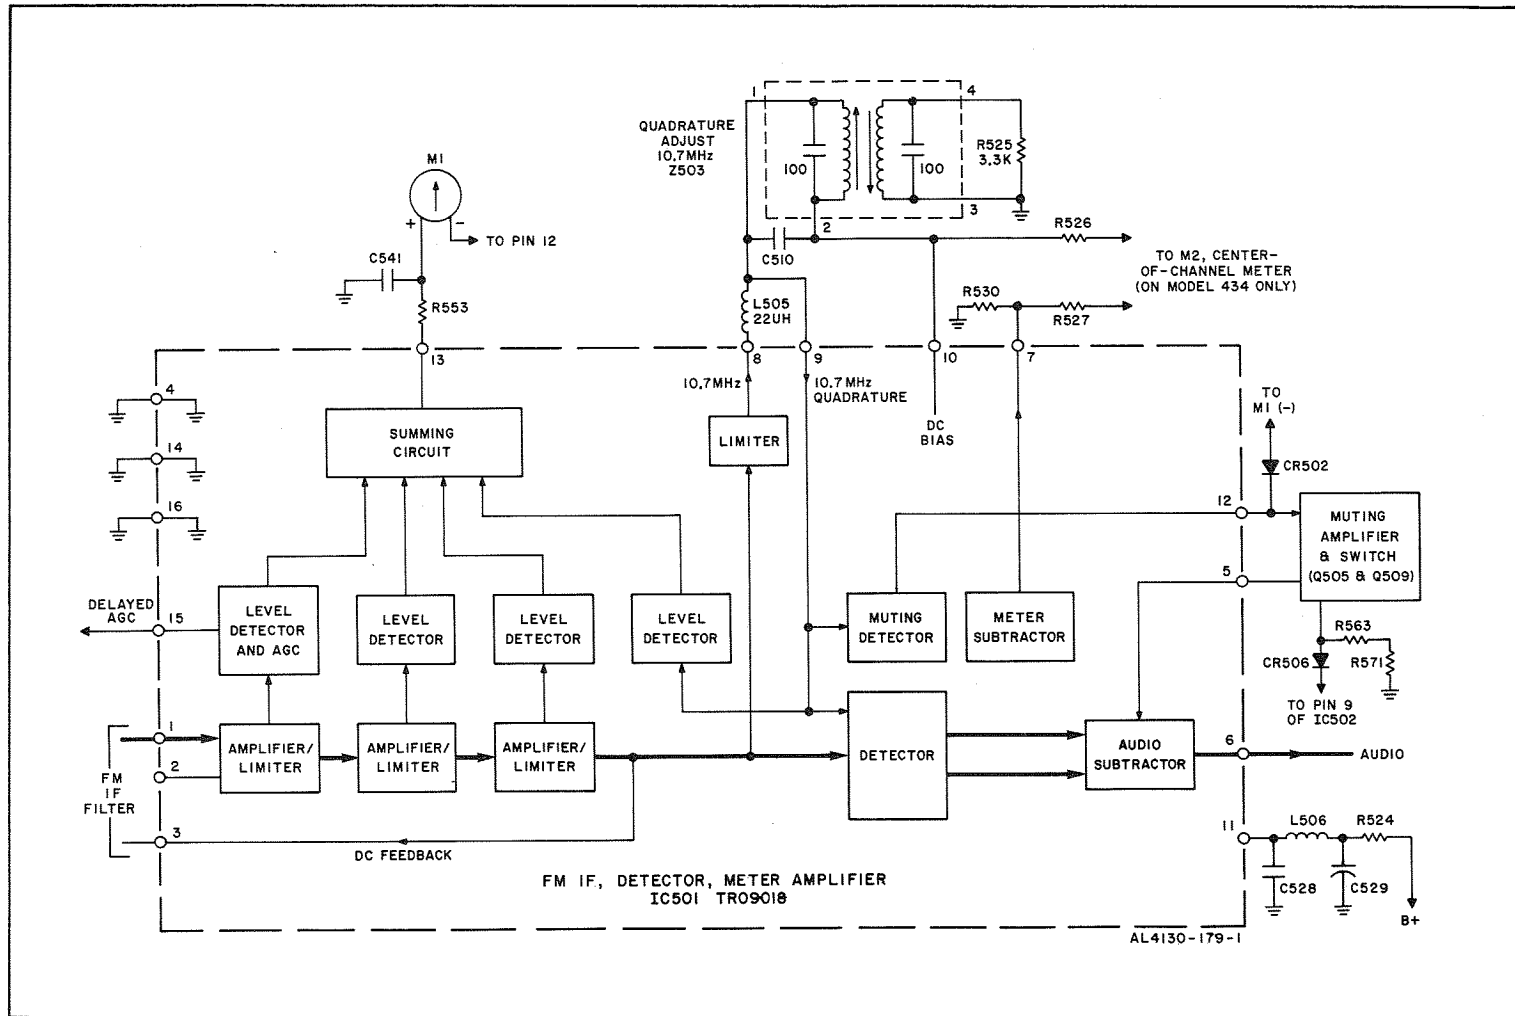 1
4
QUADRATURE
ADJUST
10.7MHz
Z503
100
100
R525
3.3K
3
2
M1
+
-
TO PIN 12
C541
R553
C510
R526
TO M2, CENTER-
OF-CHANNEL METER
(ON MODEL 434 ONLY)
L505
22UH
R530
R527
13
8
9
10
7
4
14
16
10.7MHz
10.7MHz
QUADRATURE
DC
BIAS
SUMMING
CIRCUIT
LIMITER
TO
M1 (-)
CR502
12
MUTING
AMPLIFIER
& SWITCH
(Q505 & Q509)
5
DELAYED
AGC
15
LEVEL
DETECTOR
AND AGC
LEVEL
DETECTOR
LEVEL
DETECTOR
LEVEL
DETECTOR
MUTING
DETECTOR
METER
SUBTRACTOR
R563
CR506
R571
TO PIN 9
OF IC502
1
2
3
FM
IF
FILTER
AMPLIFIER/
LIMITER
AMPLIFIER/
LIMITER
AMPLIFIER/
LIMITER
DETECTOR
AUDIO
SUBTRACTOR
6
AUDIO
DC FEEDBACK
11
L506
R524
C528
C529
B+
FM IF, DETECTOR, METER AMPLIFIER
IC501 TR09018
AL4130-179-1